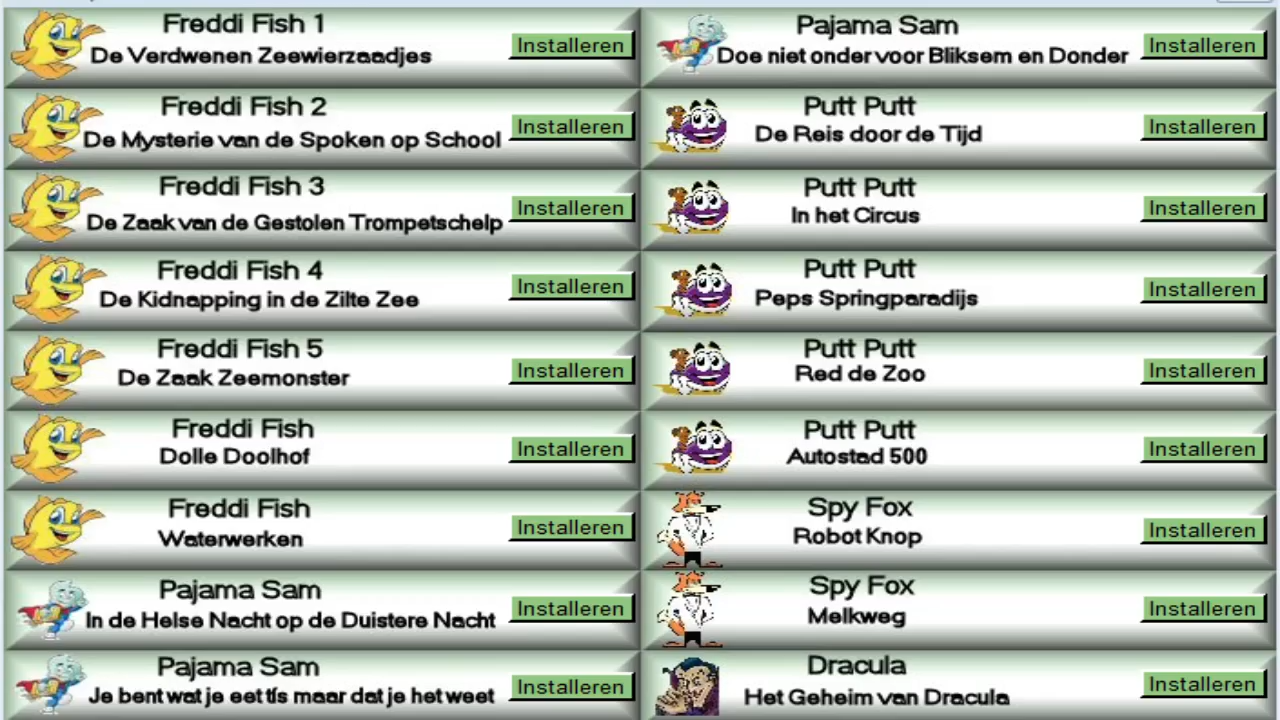 Freddi Fish 1
De Verdwenen Zeewierzaadjes
Installeren
Freddi Fish 2
De Mysterie van de Spoken op School
Installeren
Freddi Fish 3
De Zaak van de Gestolen Trompetschelp
Installeren
Freddi Fish 4
De Kidnapping in de Zilte Zee
Installeren
Freddi Fish 5
De Zaak Zeemonster
Installeren
Freddi Fish
Dolle Doolhof
Installeren
Freddi Fish
Waterwerken
Installeren
Pajama Sam
In de Helse Nacht op de Duistere Nacht
Installeren
Pajama Sam
Je bent wat je eet tís maar dat je het weet
Installeren
Pajama Sam
Doe niet onder voor Bliksem en Donder
Installeren
Putt Putt
De Reis door de Tijd
Installeren
Putt Putt
In het Circus
Installeren
Putt Putt
Peps Springparadijs
Installeren
Putt Putt
Red de Zoo
Installeren
Putt Putt
Autostad 500
Installeren
Spy Fox
Robot Knop
Installeren
Spy Fox
Melkweg
Installeren
Dracula
Het Geheim van Dracula
Installeren